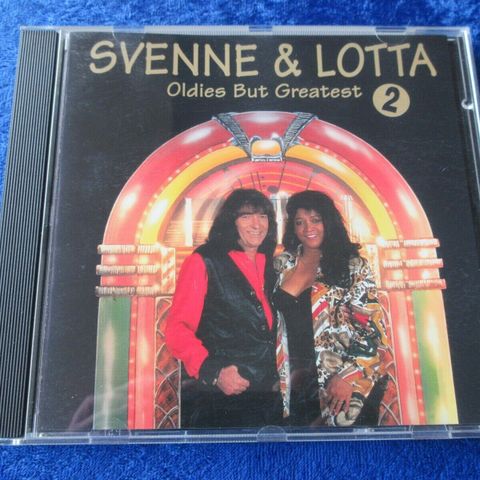 SVENNE & LOTTA
Oldies But Greatest 2